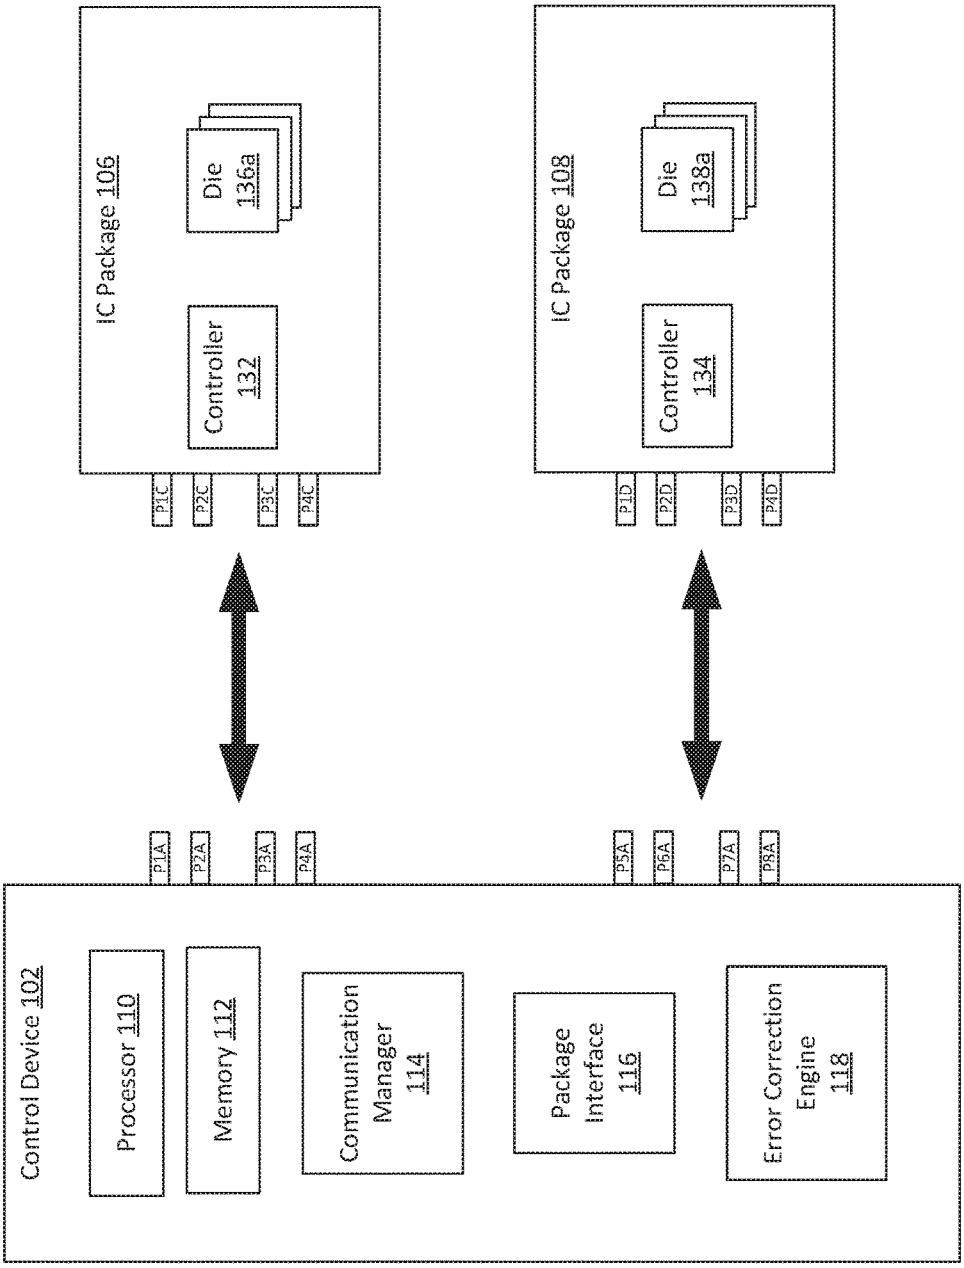 Control Device 102
Processor 110
Memory 112
Communication
Manager
114
Package
Interface
116
Error Correction
Engine
118
P1A
P2A
P3A
P4A
P5A
P6A
P7A
P8A
P1C
P2C
P3C
P4C
IC Package 106
Controller
132
Die
136a
P1D
P2D
P3D
P4D
IC Package 108
Controller
134
Die
138a